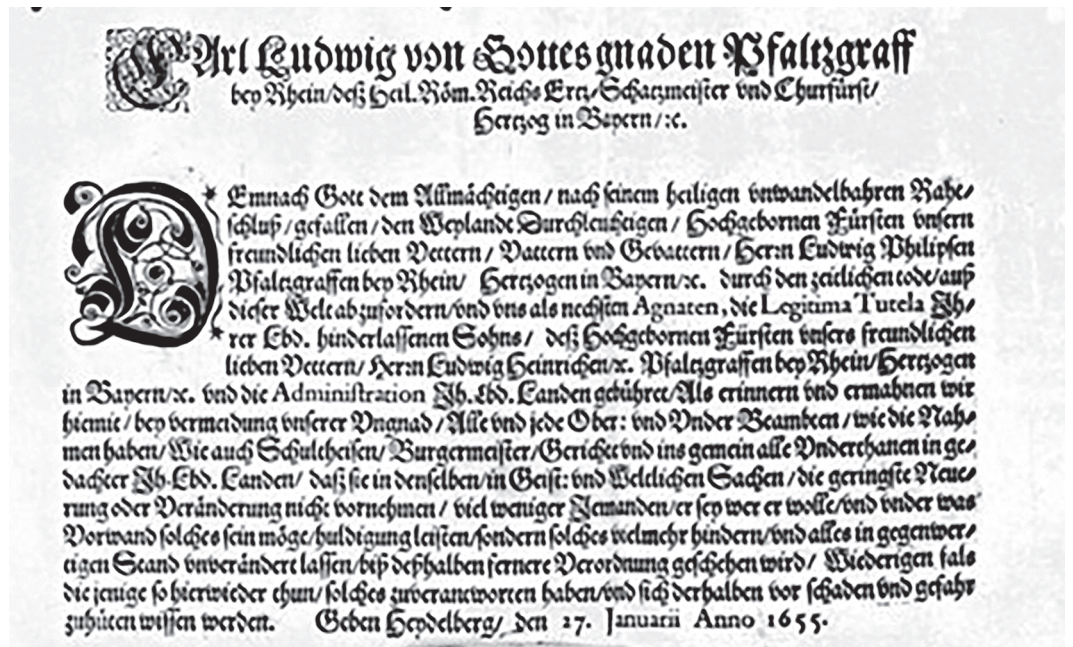 CArl Ludwig von Gottes gnaden Pfaltzgraff
bey Rhein/deß Heil. Röm. Reichs Ertz/Schatzmeister vnd Churfürst/
Hertzog in Bayern/ꝛc.
DEmnach Gott dem Allmächtigen/nach seinem heiligen vnwandelbahren Rahts/
schluß/gefallen/den Weylandt Durchleuchtigen/Hochgebornen Fürsten vnsern
freundlichen lieben Vettern/Vattern vnd Gevattern/Herꝛn Ludwig Philipsen
Pfaltzgraffen bey Rhein/Hertzogen in Bayern/ꝛc. durch den zeitlichen tode/auß
dieser Welt abzufordern/vnd vns als nechsten Agnaten, die Legitima Tutela Ih/
rer Lbd. hinderlassenen Sohns/deß Hochgebornen Fürsten vnsers freundlichen
lieben Vettern/Herꝛn Ludwig Heinrichen/ꝛc. Pfaltzgraffen bey Rhein/Hertzogen
in Bayern/ꝛc. vnd die Administration Ih. Lbd. Landen gebühret/Als erinnern vnd ermahnen wir
hiemit/bey vermeidung vnserer Vngnad/Alle vnd jede Ober: vnd Vnder Beambten/wie die Nah/
men haben/Wie auch Schultheisen/Burgermeister/Gericht vnd ins gemein alle Vnderthanen in ge/
dachter Ih. Lbd. Landen/daß sie in denselben/in Geist: vnd Weltlichen Sachen/die geringste Neue/
rung oder Veränderung nicht vornehmen/viel weniger Jemanden/er sey wer er wolle/vnd vnder was
Vorwand solches sein möge/huldigung leisten/sondern solches vielmehr hindern/vnd alles in gegenwer/
tigen Stand vnverändert lassen/biß deßhalben fernere Verordnung geschehen wird/Wiederigen fals
die jenige so hierwieder thun/solches zuverantworten haben/vnd sich derhalben vor schaden vnd gefahr
zuhüten wissen werden. Geben Heydelberg/den 27. Januarii Anno 1655.